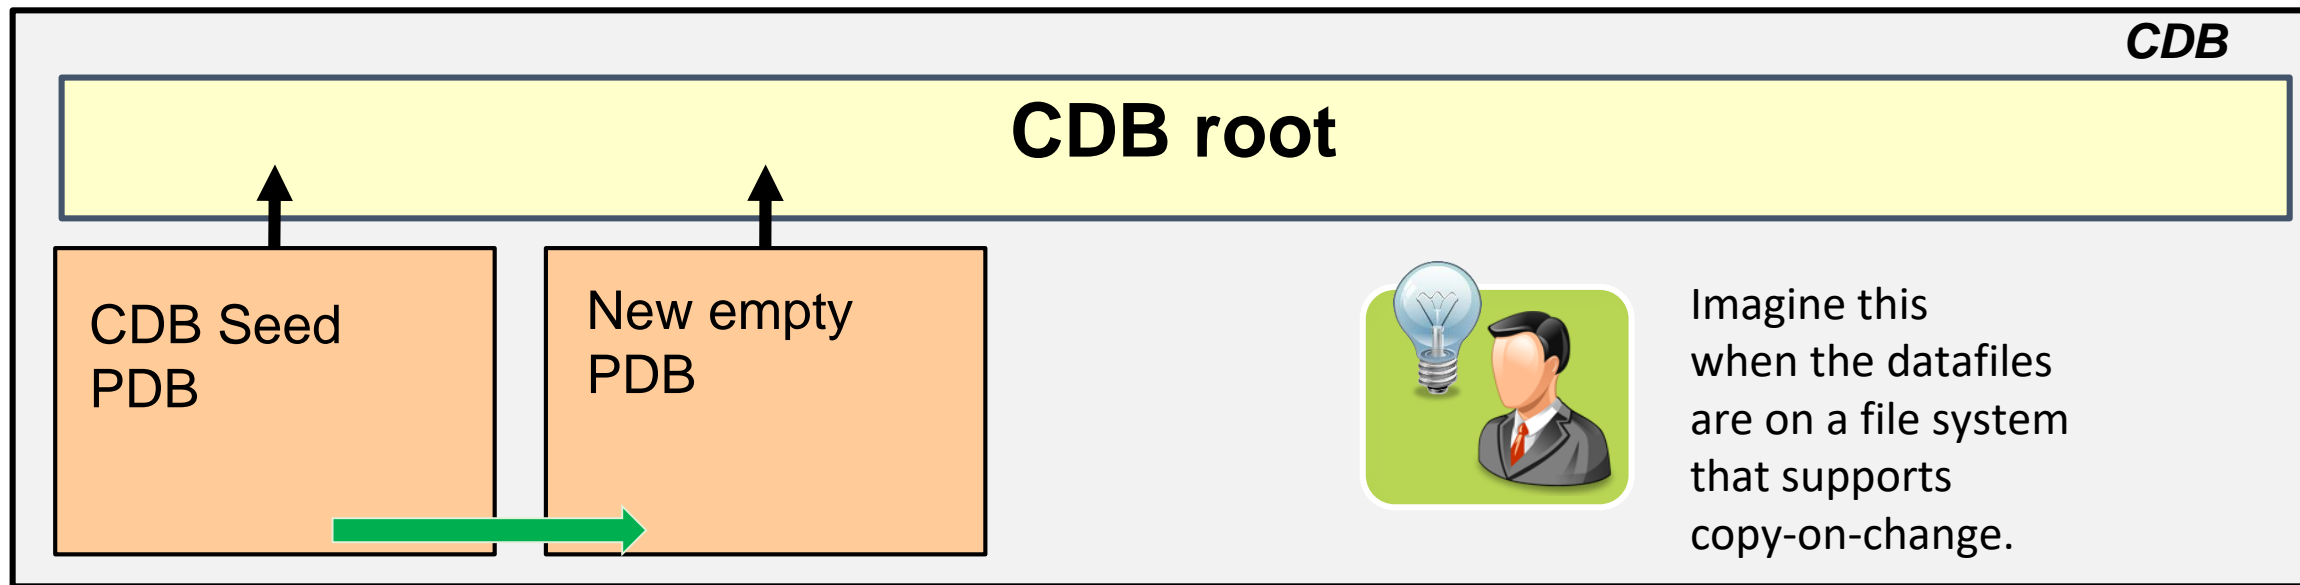 CDB
CDB root
CDB Seed
PDB
New empty
PDB
Imagine this
when the datafiles
are on a file system
that supports
copy-on-change.